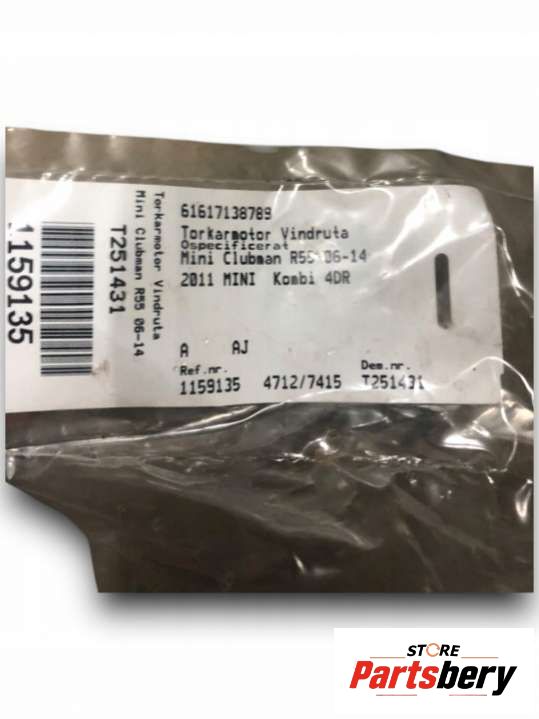 1159135
T251431
Mini Clubman R55 06-14
Torkarmotor Vindruta
61617138789
Torkarmotor Vindruta
Ospecificerat
Mini Clubman R55 06-14
2011 MINI Kombi 4DR
A AJ
Ref.nr. Dem.nr.
1159135 4712/7415 T251431
STORE
Partsbery